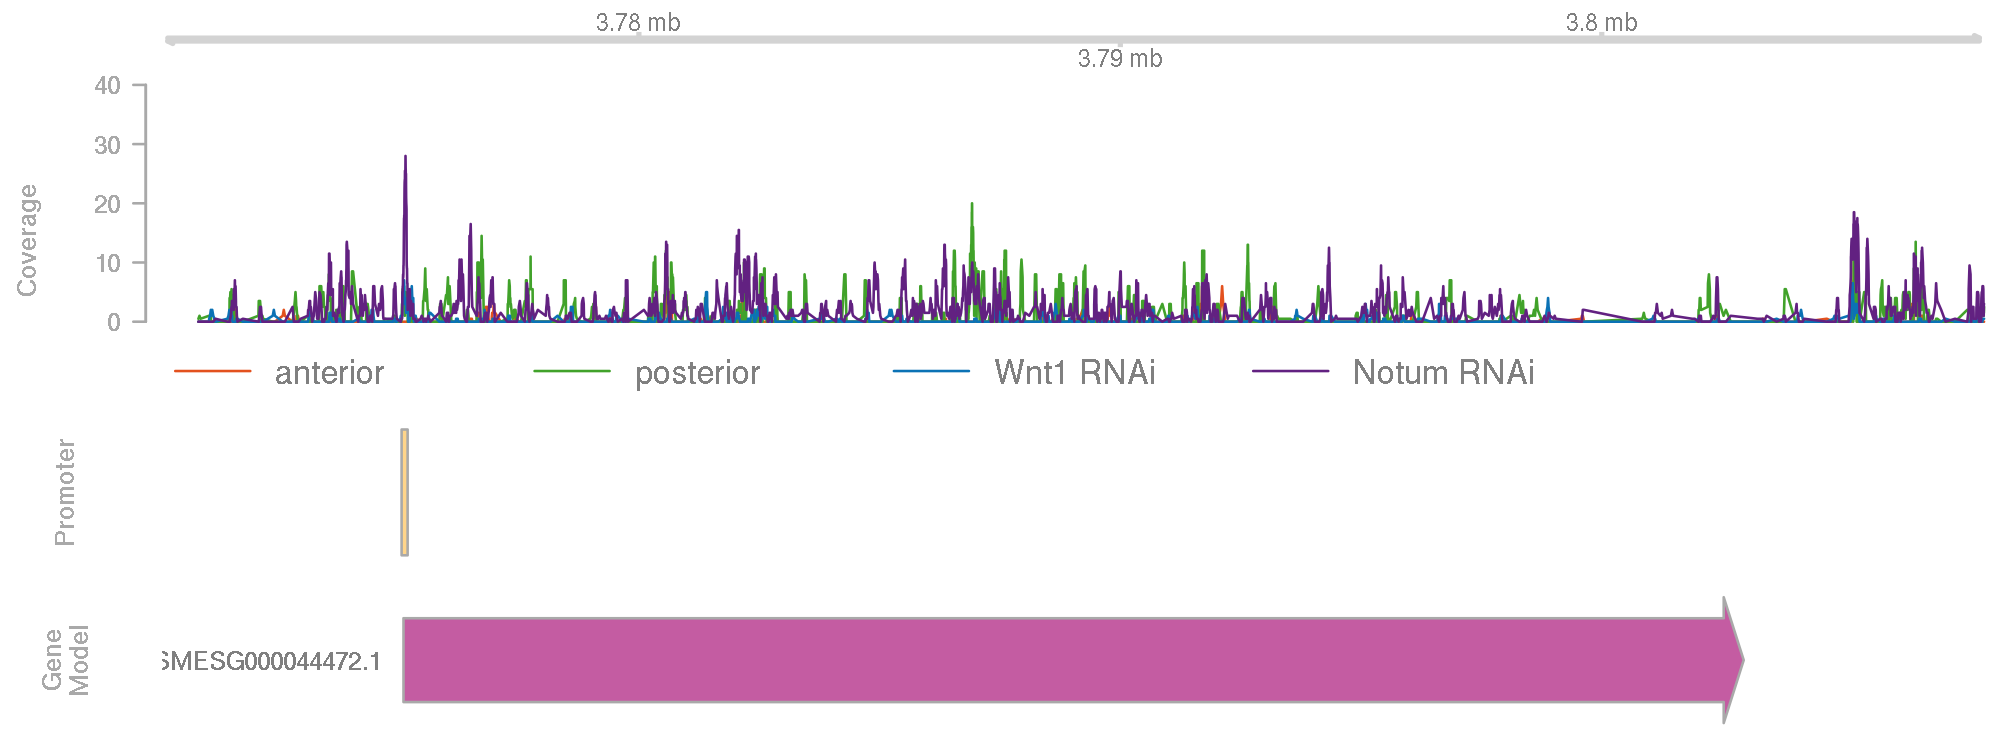 3.78 mb
3.8 mb
3.79 mb
40
30
20
10
0
Coverage
anterior posterior Wnt1 RNAi Notum RNAi
Promoter
Gene
Model
SMESG000044472.1